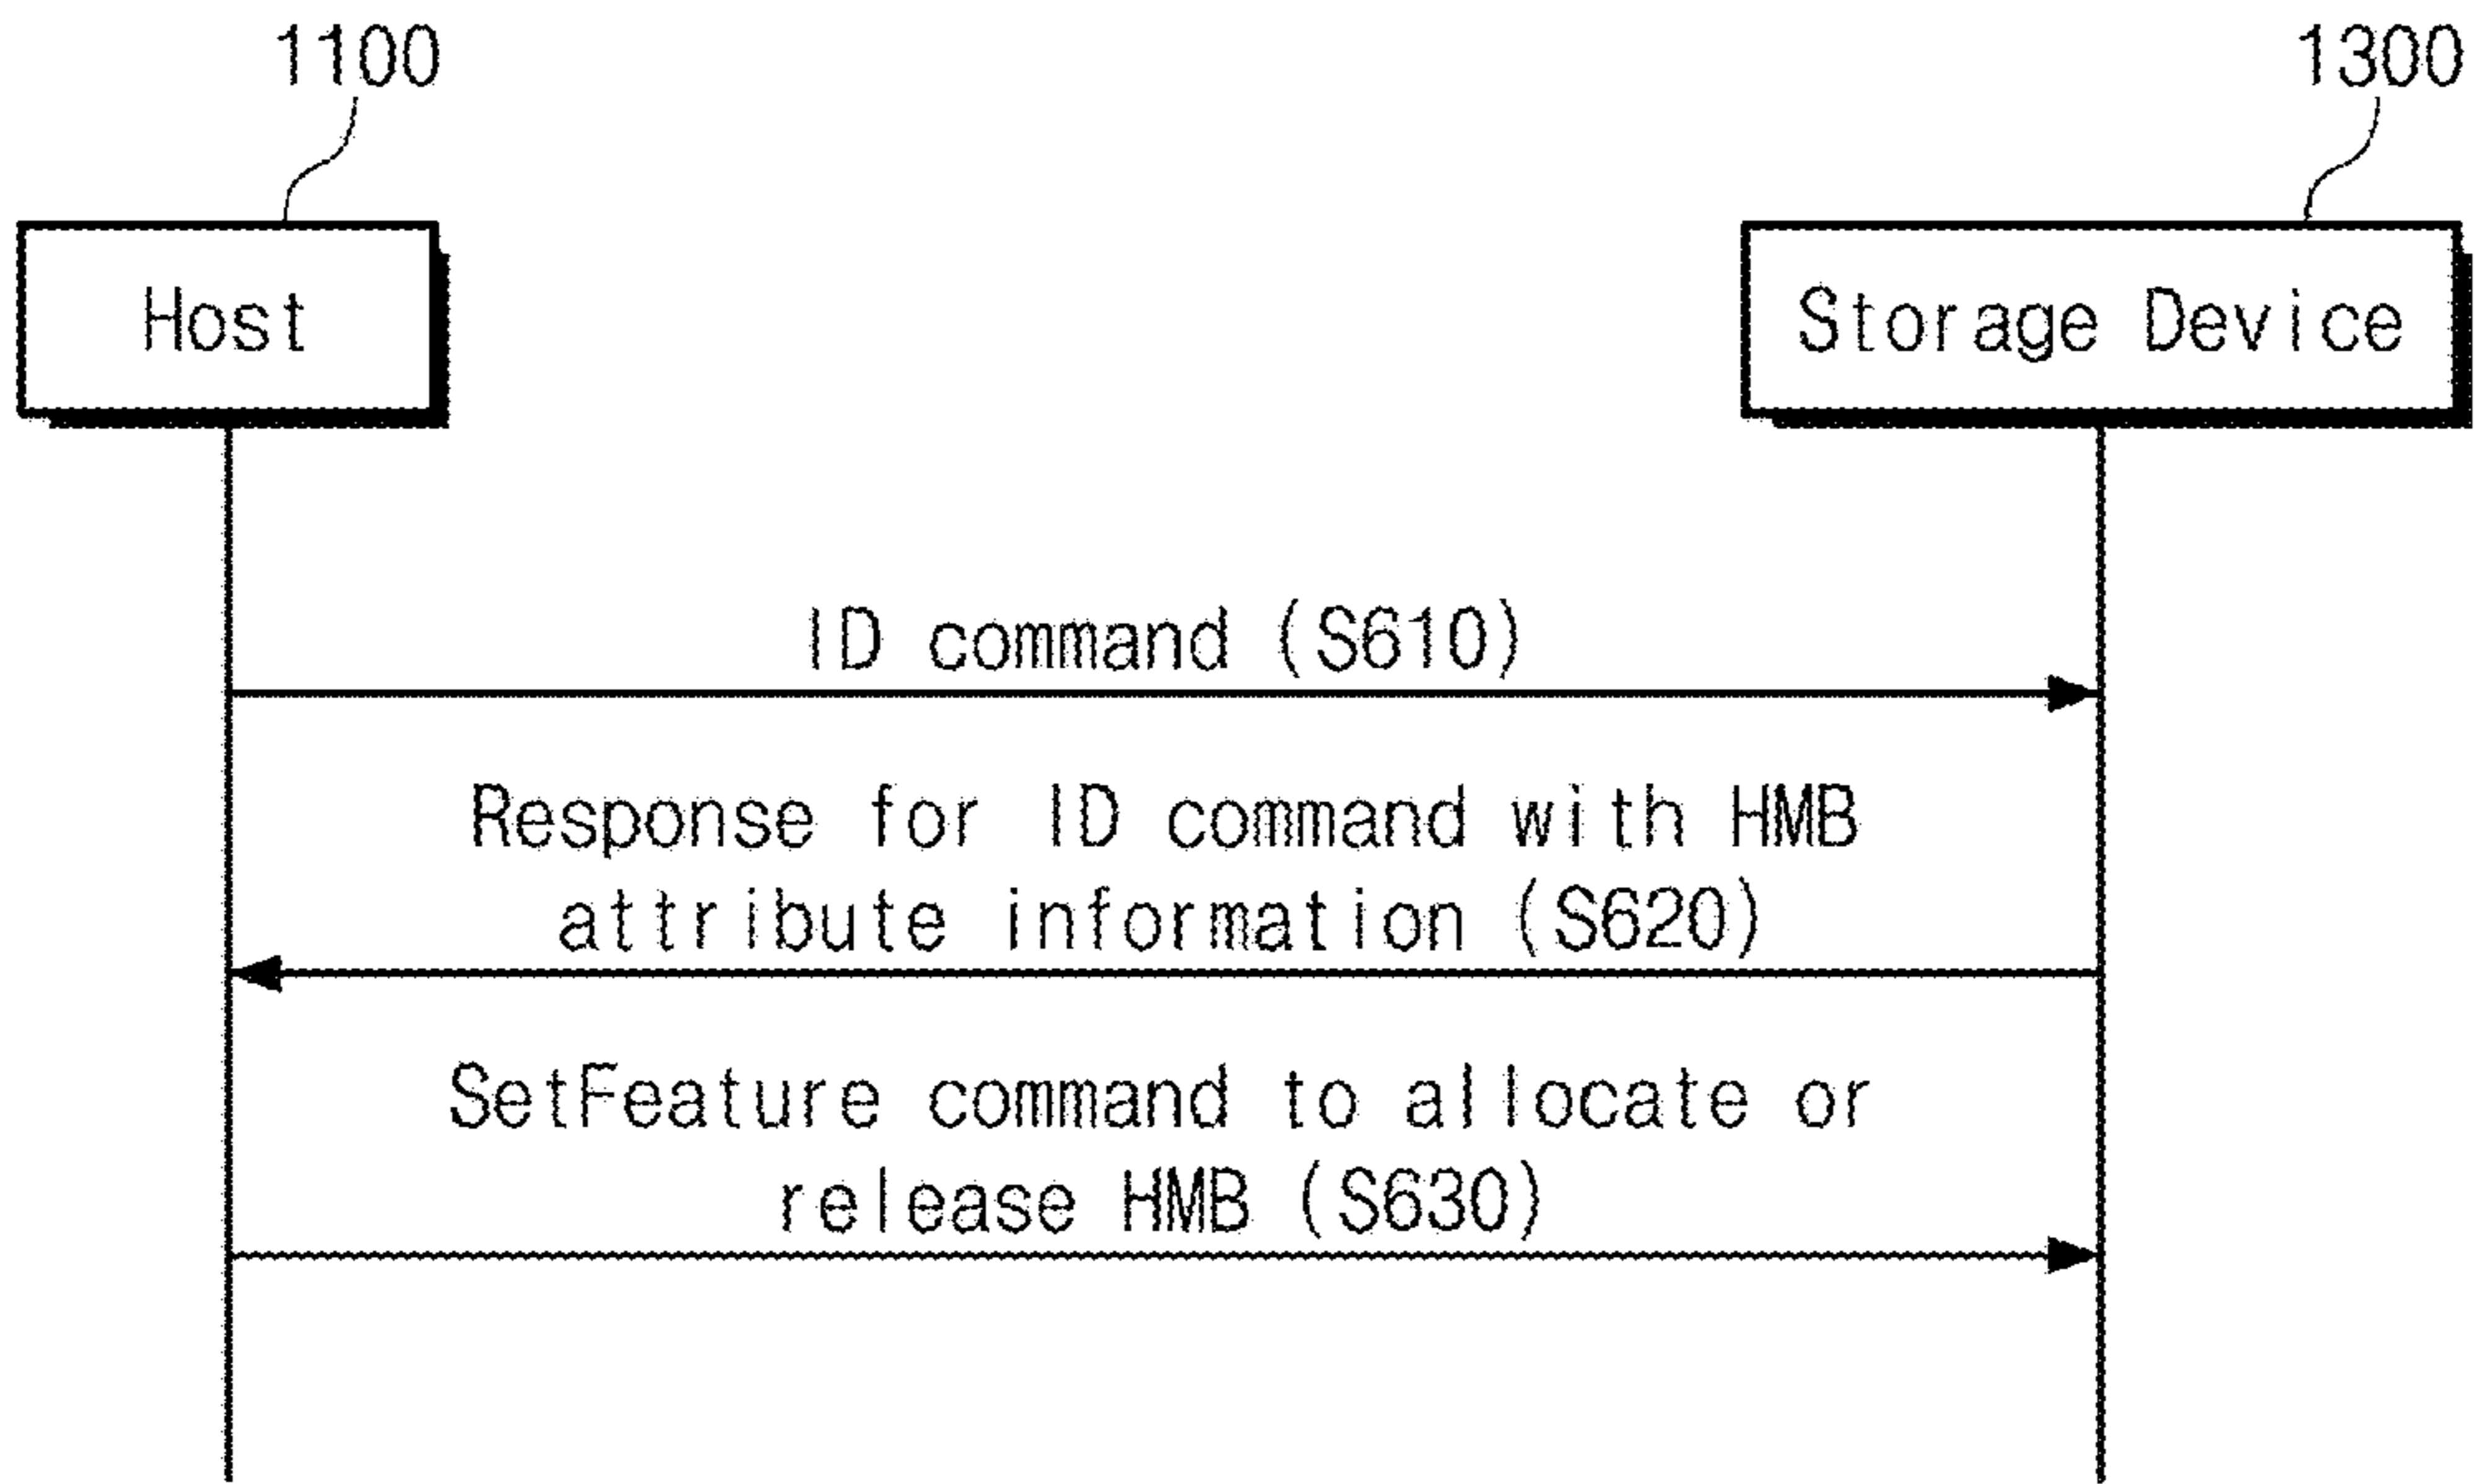 1100
1300
Host
Storage Device
ID command (S610)
Response for ID command with HMB
attribute information (S620)
SetFeature command to allocate or
release HMB (S630)